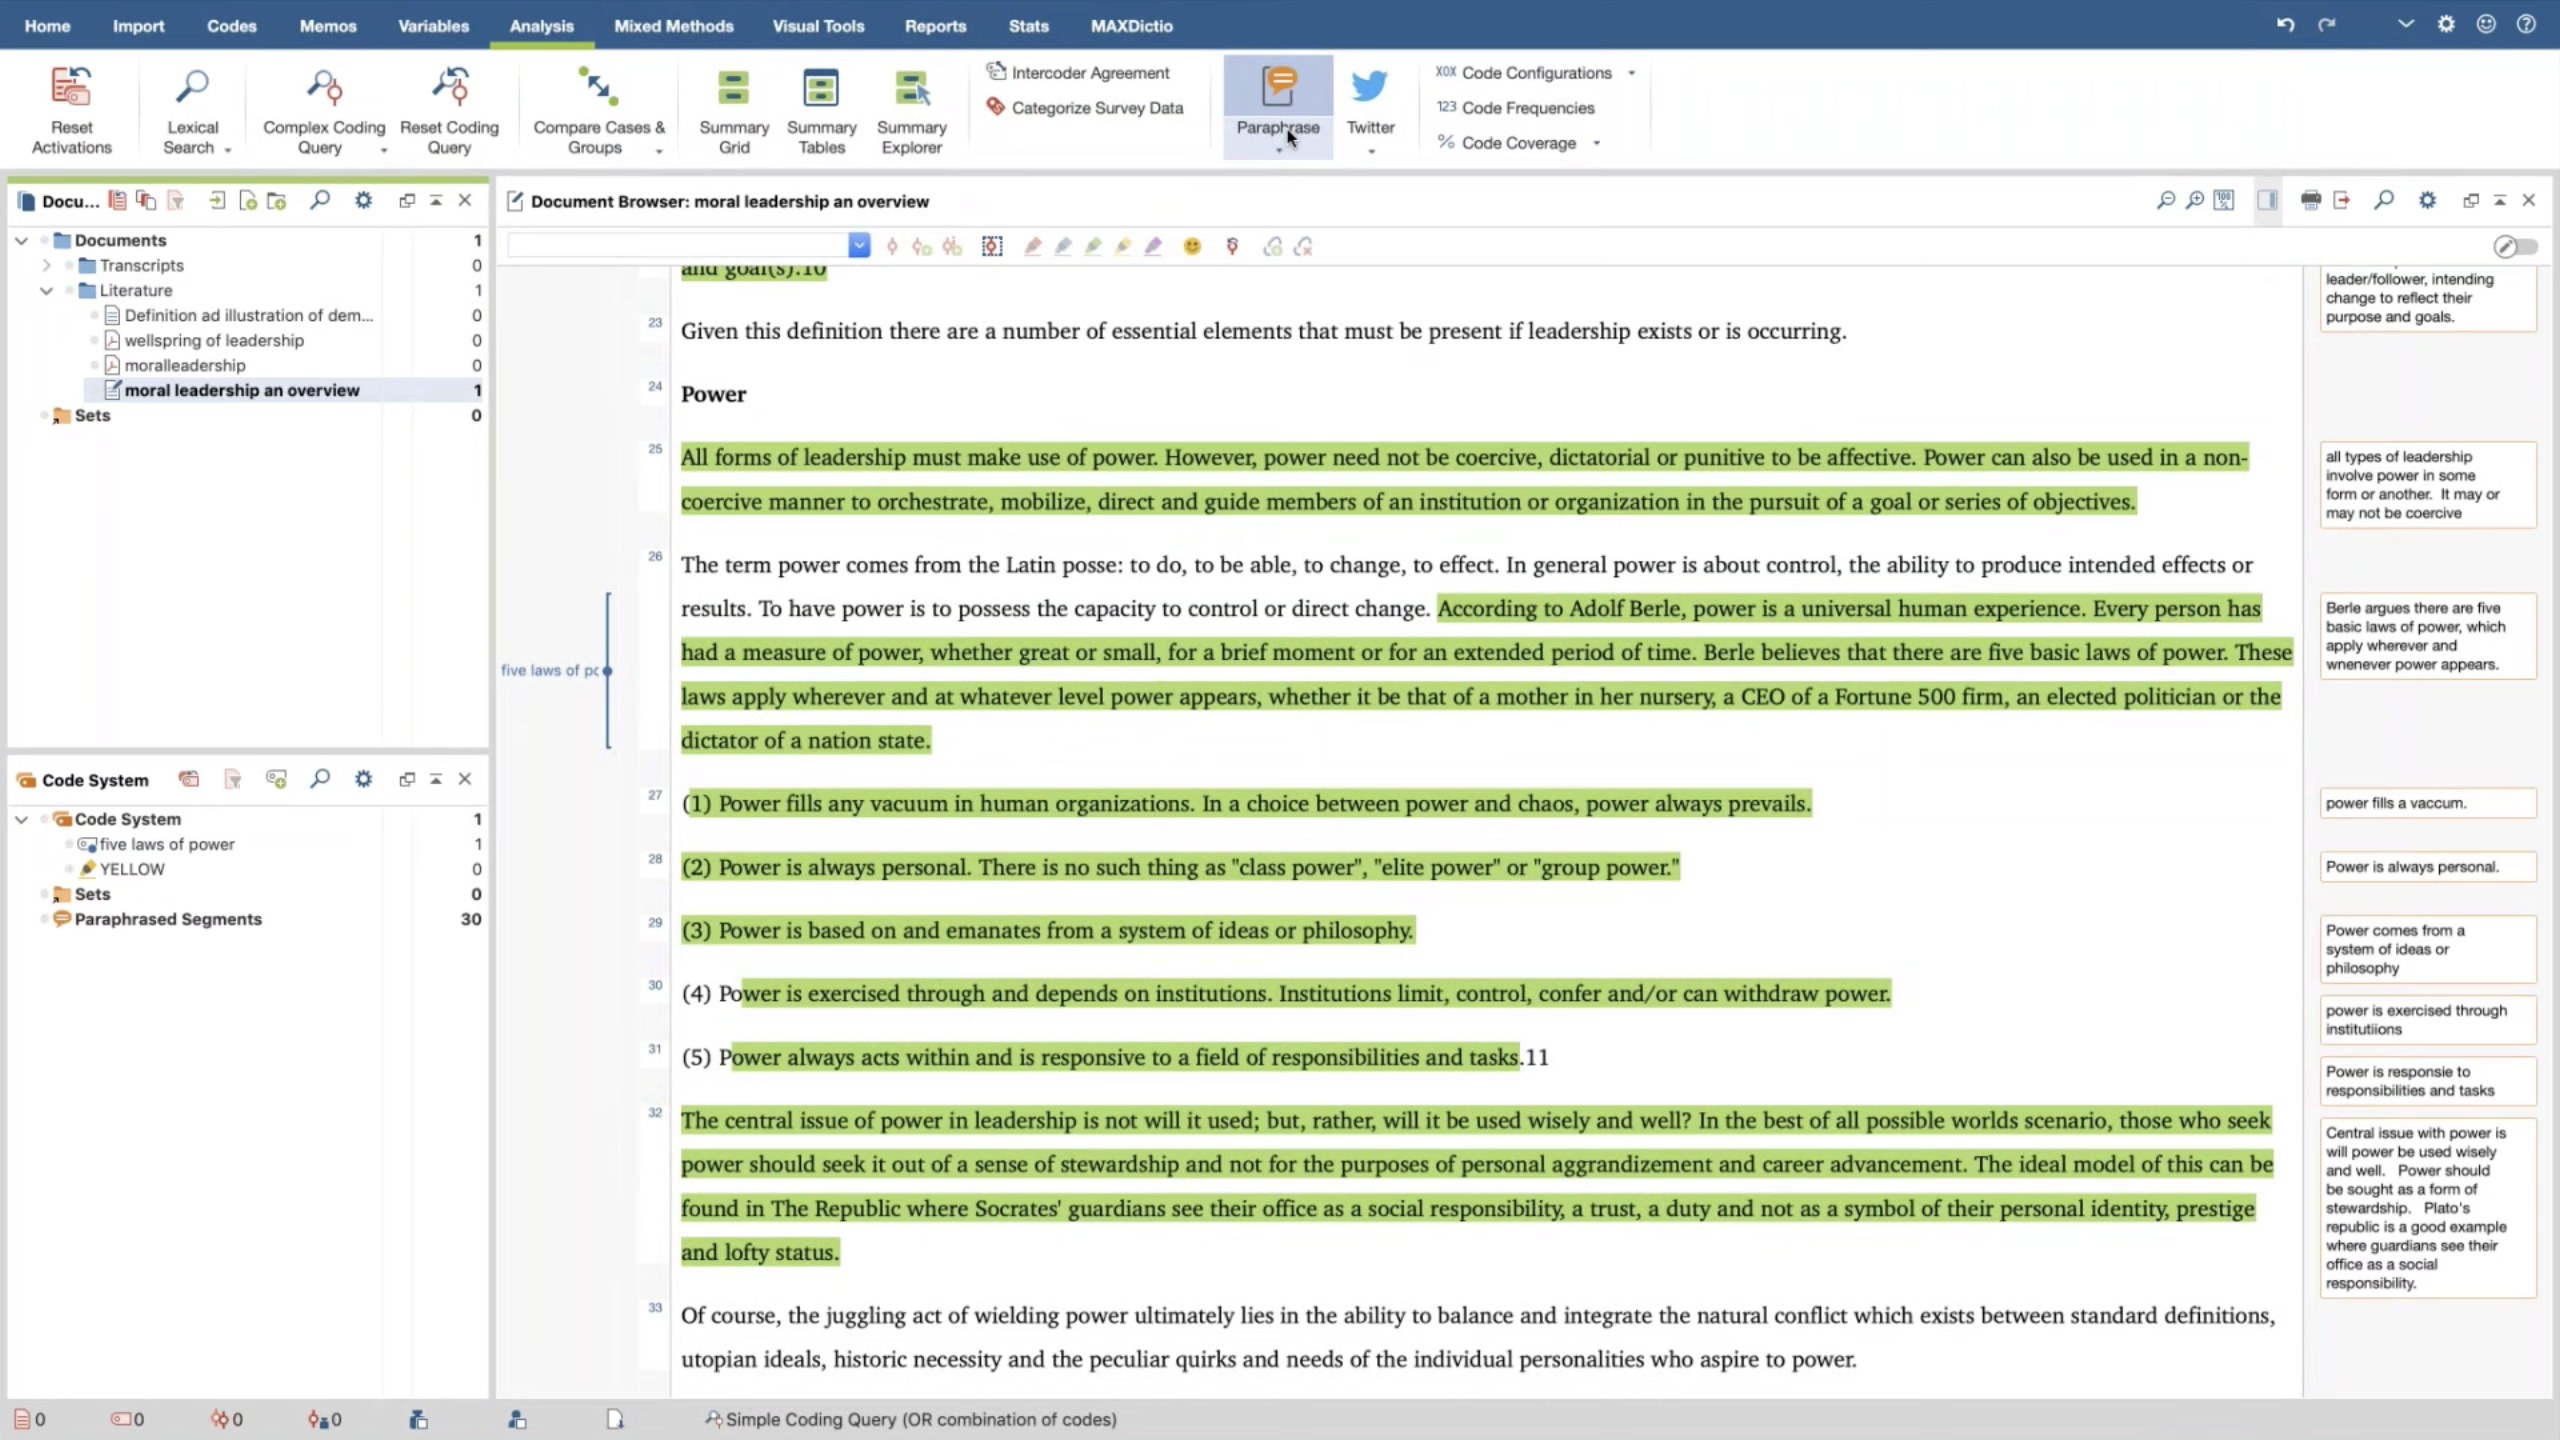 Home Import Codes Memos Variables Analysis Mixed Methods Visual Tools Reports Stats MAXDictio
Reset Activations
Lexical Search
Complex Coding Query
Reset Coding Query
Compare Cases & Groups
Summary Grid
Summary Tables
Summary Explorer
Intercoder Agreement
Categorize Survey Data
Paraphrase
Twitter
XOX Code Configurations
123 Code Frequencies
% Code Coverage
Docu...
Documents 1
Transcripts 0
Literature 1
Definition ad illustration of dem... 0
wellspring of leadership 0
moralleadership 0
moral leadership an overview 1
Sets 0
Code System
Code System 1
five laws of power 1
YELLOW 0
Sets 0
Paraphrased Segments 30
Document Browser: moral leadership an overview
100 %
five laws of po
and goal(s).10
23 Given this definition there are a number of essential elements that must be present if leadership exists or is occurring.
24 Power
25 All forms of leadership must make use of power. However, power need not be coercive, dictatorial or punitive to be affective. Power can also be used in a non-
coercive manner to orchestrate, mobilize, direct and guide members of an institution or organization in the pursuit of a goal or series of objectives.
26 The term power comes from the Latin posse: to do, to be able, to change, to effect. In general power is about control, the ability to produce intended effects or
results. To have power is to possess the capacity to control or direct change. According to Adolf Berle, power is a universal human experience. Every person has
had a measure of power, whether great or small, for a brief moment or for an extended period of time. Berle believes that there are five basic laws of power. These
laws apply wherever and at whatever level power appears, whether it be that of a mother in her nursery, a CEO of a Fortune 500 firm, an elected politician or the
dictator of a nation state.
27 (1) Power fills any vacuum in human organizations. In a choice between power and chaos, power always prevails.
28 (2) Power is always personal. There is no such thing as "class power", "elite power" or "group power."
29 (3) Power is based on and emanates from a system of ideas or philosophy.
30 (4) Power is exercised through and depends on institutions. Institutions limit, control, confer and/or can withdraw power.
31 (5) Power always acts within and is responsive to a field of responsibilities and tasks.11
32 The central issue of power in leadership is not will it used; but, rather, will it be used wisely and well? In the best of all possible worlds scenario, those who seek
power should seek it out of a sense of stewardship and not for the purposes of personal aggrandizement and career advancement. The ideal model of this can be
found in The Republic where Socrates' guardians see their office as a social responsibility, a trust, a duty and not as a symbol of their personal identity, prestige
and lofty status.
33 Of course, the juggling act of wielding power ultimately lies in the ability to balance and integrate the natural conflict which exists between standard definitions,
utopian ideals, historic necessity and the peculiar quirks and needs of the individual personalities who aspire to power.
leader/follower, intending
change to reflect their
purpose and goals.
all types of leadership
involve power in some
form or another. It may or
may not be coercive
Berle argues there are five
basic laws of power, which
apply wherever and
wnenever power appears.
power fills a vaccum.
Power is always personal.
Power comes from a
system of ideas or
philosophy
power is exercised through
institutiions
Power is responsie to
responsibilities and tasks
Central issue with power is
will power be used wisely
and well. Power should
be sought as a form of
stewardship. Plato's
republic is a good example
where guardians see their
office as a social
responsibility.
0 0 0 0 Simple Coding Query (OR combination of codes)